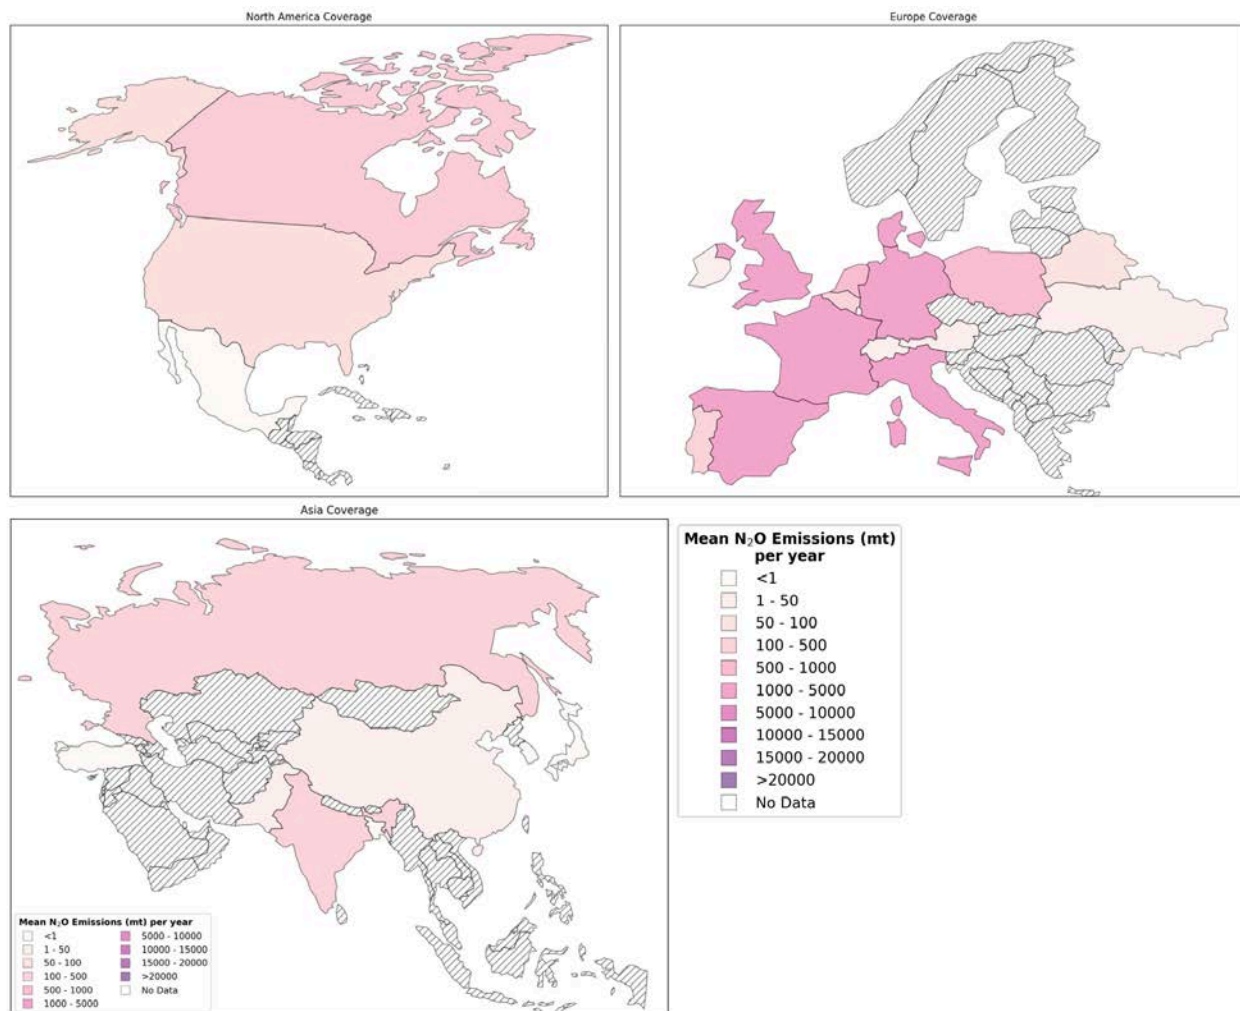 North America Coverage
Europe Coverage
Asia Coverage
Mean N₂O Emissions (mt)
per year
<1
1 - 50
50 - 100
100 - 500
500 - 1000
1000 - 5000
5000 - 10000
10000 - 15000
15000 - 20000
>20000
No Data
Mean N₂O Emissions (mt) per year
<1
1 - 50
50 - 100
100 - 500
500 - 1000
1000 - 5000
5000 - 10000
10000 - 15000
15000 - 20000
>20000
No Data